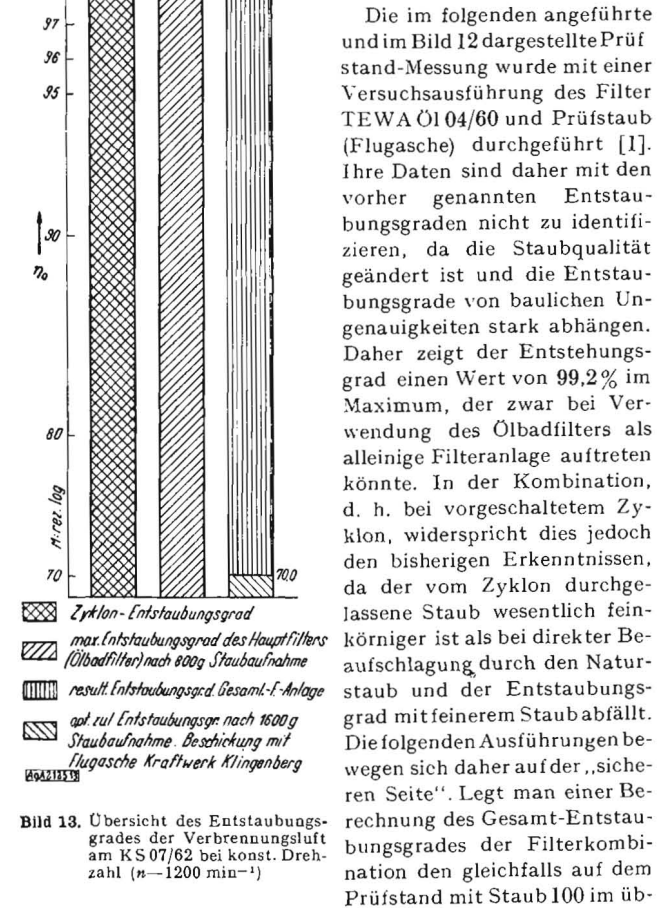 97
96
95
90
η₀
80
M: rez. log
70
70,0
Zyklon-Entstaubungsgrad
max. Entstaubungsgrad des Hauptfilters
(Ölbadfilter) nach 800g Staubaufnahme
result. Entstaubungsgrd. Gesamt.-F.-Anlage
opt. zul Entstaubungsgr. nach 1600g
Staubaufnahme. Beschickung mit
Flugasche Kraftwerk Klingenberg
Bild 13. Übersicht des Entstaubungs-
grades der Verbrennungsluft
am KS 07/62 bei konst. Dreh-
zahl (n—1200 min⁻¹)
Die im folgenden angeführte
und im Bild 12 dargestellte Prüf
stand-Messung wurde mit einer
Versuchsausführung des Filter
TEWA Öl 04/60 und Prüfstaub
(Flugasche) durchgeführt [1].
Ihre Daten sind daher mit den
vorher genannten Entstau-
bungsgraden nicht zu identifi-
zieren, da die Staubqualität
geändert ist und die Entstau-
bungsgrade von baulichen Un-
genauigkeiten stark abhängen.
Daher zeigt der Entstehungs-
grad einen Wert von 99,2% im
Maximum, der zwar bei Ver-
wendung des Ölbadfilters als
alleinige Filteranlage auftreten
könnte. In der Kombination,
d. h. bei vorgeschaltetem Zy-
klon, widerspricht dies jedoch
den bisherigen Erkenntnissen,
da der vom Zyklon durchge-
lassene Staub wesentlich fein-
körniger ist als bei direkter Be-
aufschlagung durch den Natur-
staub und der Entstaubungs-
grad mit feinerem Staub abfällt.
Die folgenden Ausführungen be-
wegen sich daher auf der „siche-
ren Seite“. Legt man einer Be-
rechnung des Gesamt-Entstau-
bungsgrades der Filterkombi-
nation den gleichfalls auf dem
Prüfstand mit Staub 100 im üb-